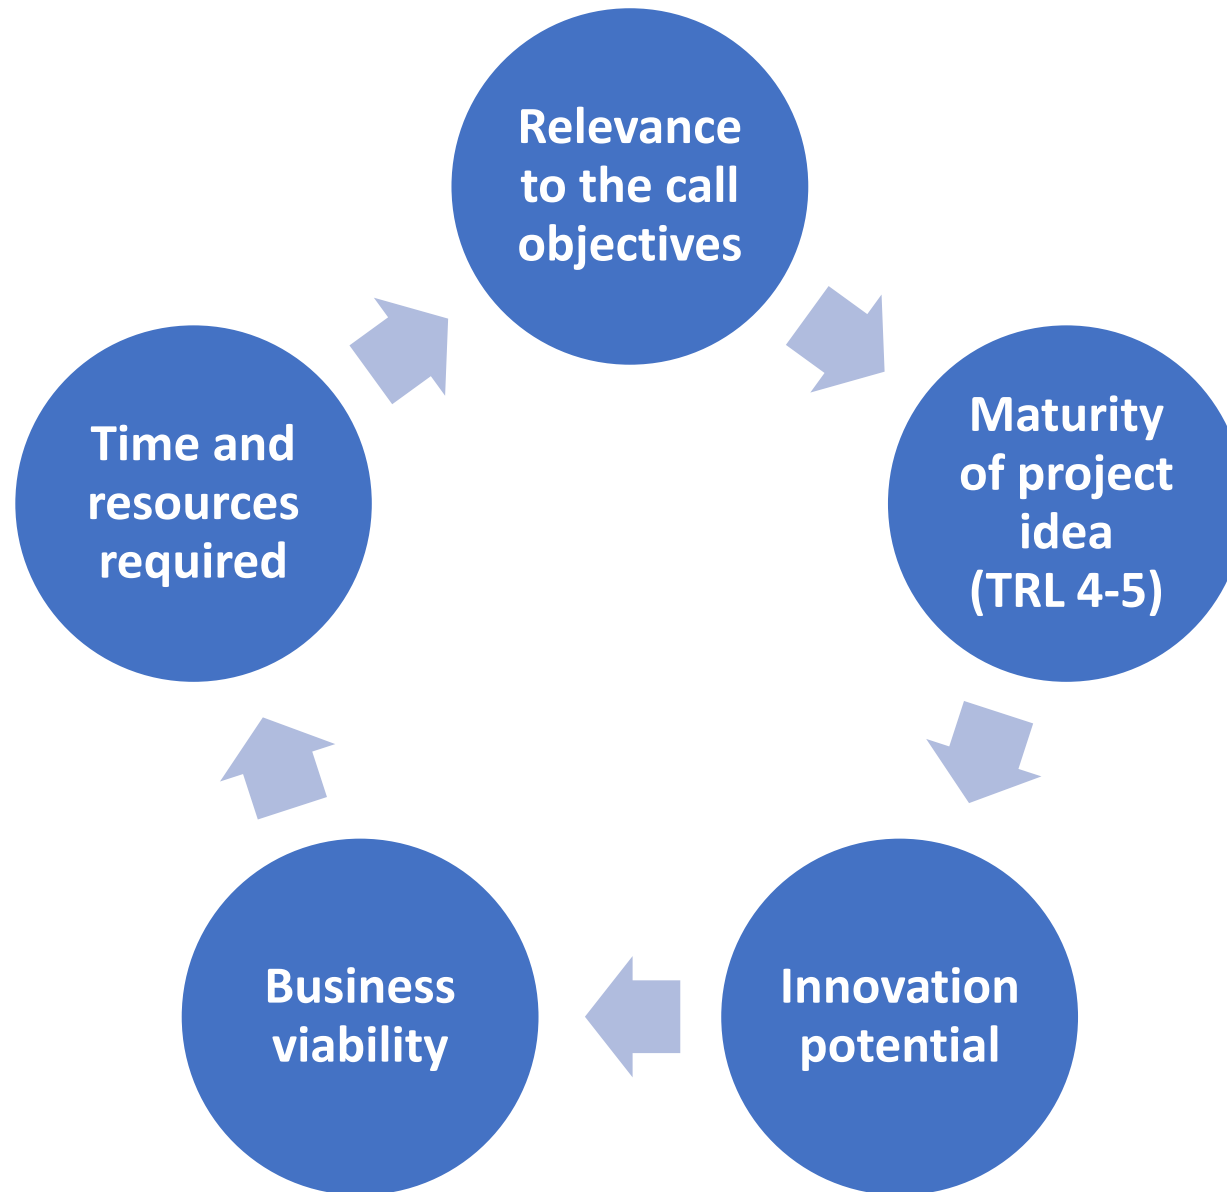 Relevance
to the call
objectives
Maturity
of project
idea
(TRL 4-5)
Innovation
potential
Business
viability
Time and
resources
required